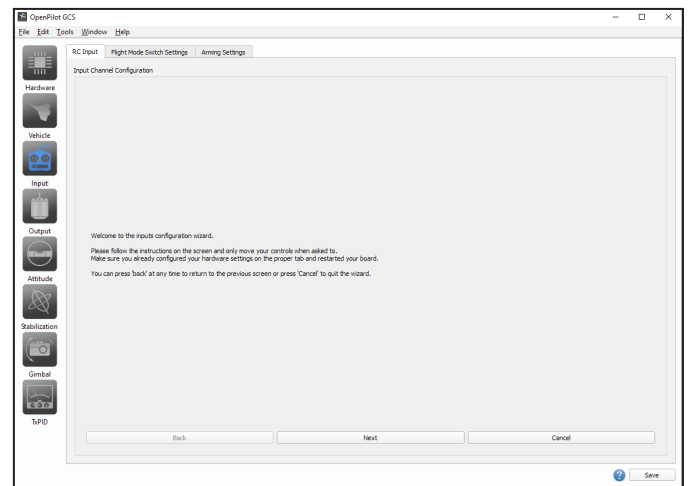 OpenPilot GCS
File Edit Tools Window Help
RC Input Flight Mode Switch Settings Arming Settings
Input Channel Configuration
Hardware
Vehicle
Input
Output
Attitude
Stabilization
Gimbal
TxPID
Welcome to the inputs configuration wizard.
Please follow the instructions on the screen and only move your controls when asked to.
Make sure you already configured your hardware settings on the proper tab and restarted your board.
You can press 'back' at any time to return to the previous screen or press 'Cancel' to quit the wizard.
Back Next Cancel
? Save